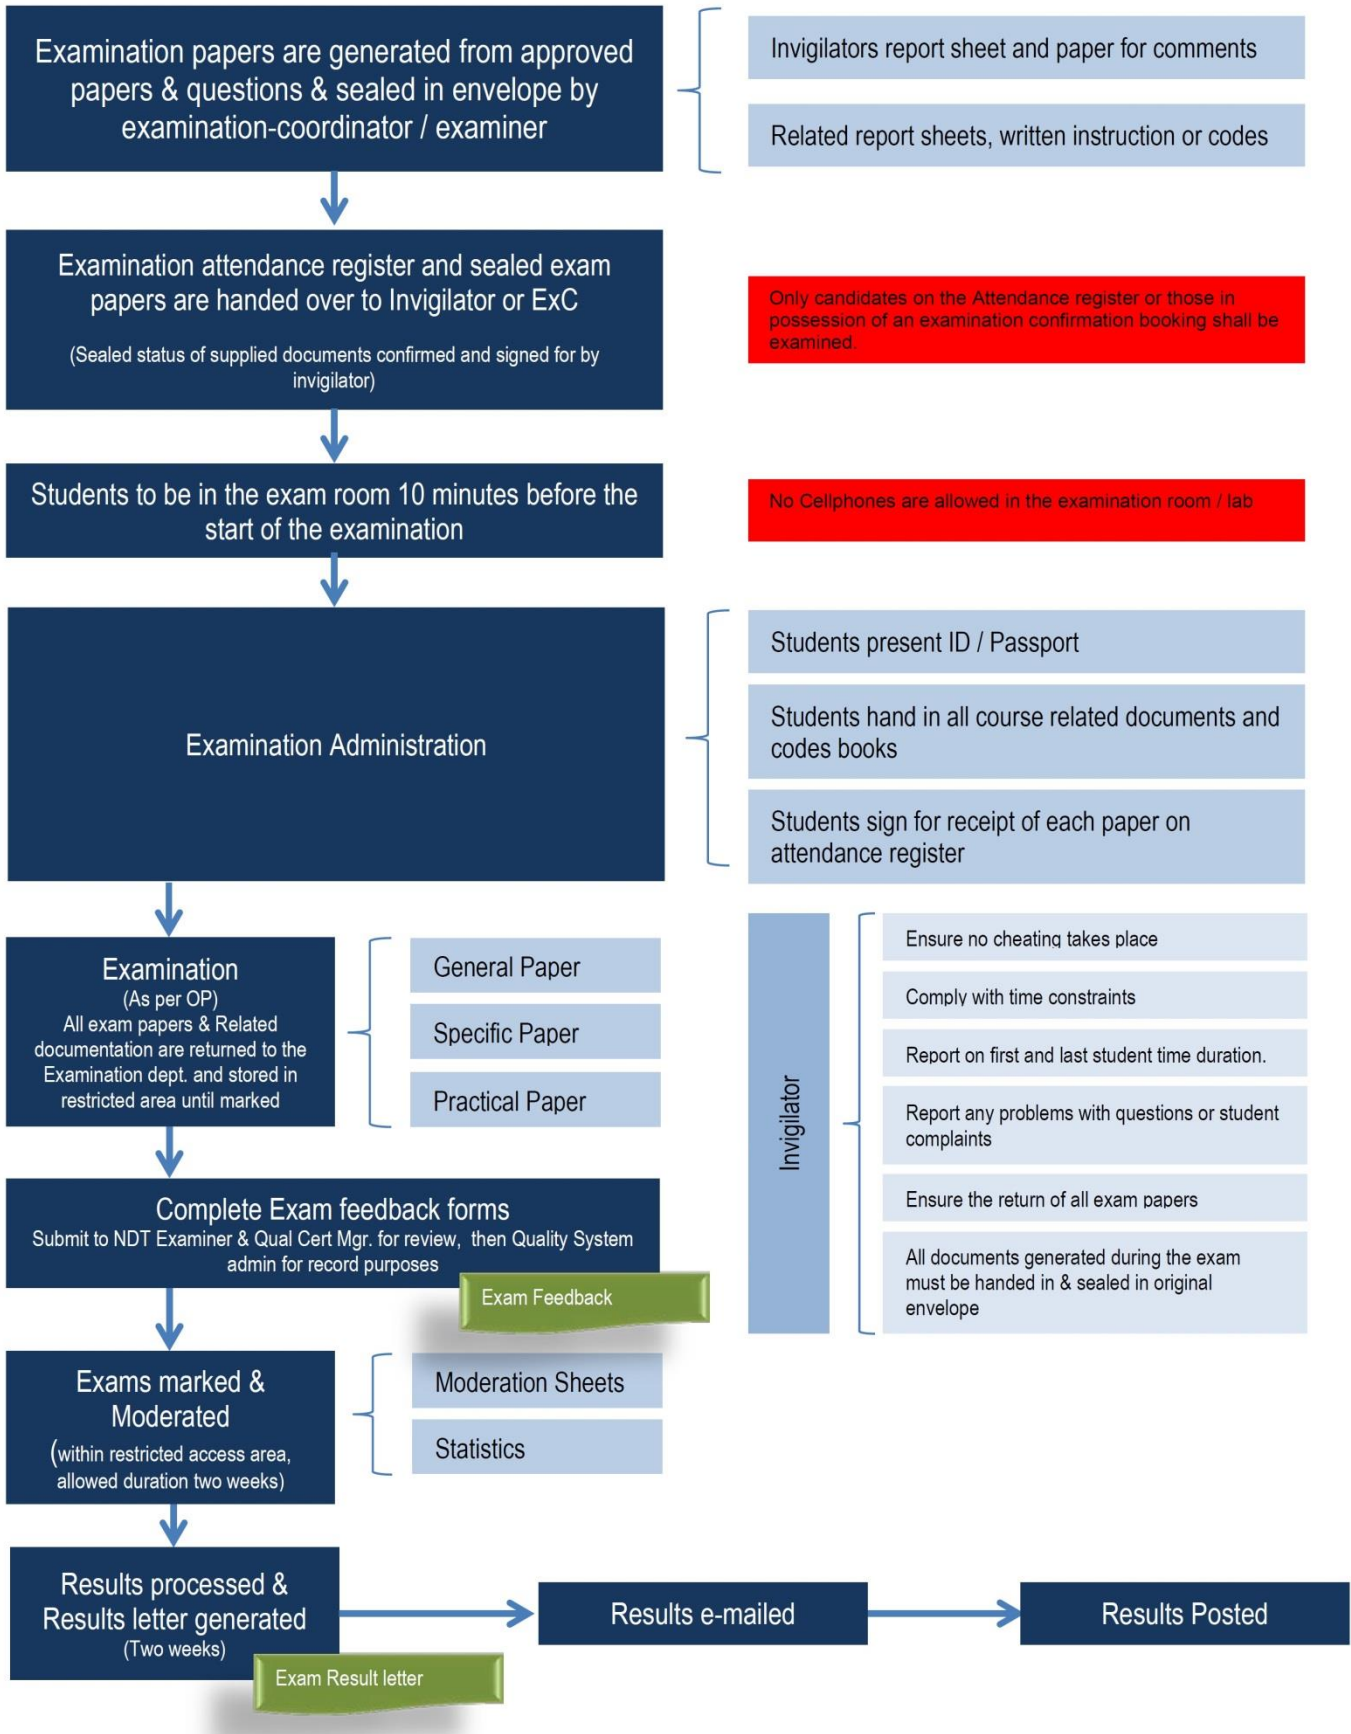 Examination papers are generated from approved
papers & questions & sealed in envelope by
examination-coordinator / examiner
Invigilators report sheet and paper for comments
Related report sheets, written instruction or codes
Examination attendance register and sealed exam
papers are handed over to Invigilator or ExC
(Sealed status of supplied documents confirmed and signed for by
invigilator)
Only candidates on the Attendance register or those in
possession of an examination confirmation booking shall be
examined.
Students to be in the exam room 10 minutes before the
start of the examination
No Cellphones are allowed in the examination room / lab
Examination Administration
Students present ID / Passport
Students hand in all course related documents and
codes books
Students sign for receipt of each paper on
attendance register
Examination
(As per OP)
All exam papers & Related
documentation are returned to the
Examination dept. and stored in
restricted area until marked
General Paper
Specific Paper
Practical Paper
Invigilator
Ensure no cheating takes place
Comply with time constraints
Report on first and last student time duration.
Report any problems with questions or student
complaints
Ensure the return of all exam papers
All documents generated during the exam
must be handed in & sealed in original
envelope
Complete Exam feedback forms
Submit to NDT Examiner & Qual Cert Mgr. for review, then Quality System
admin for record purposes
Exam Feedback
Exams marked &
Moderated
(within restricted access area,
allowed duration two weeks)
Moderation Sheets
Statistics
Results processed &
Results letter generated
(Two weeks)
Exam Result letter
Results e-mailed
Results Posted